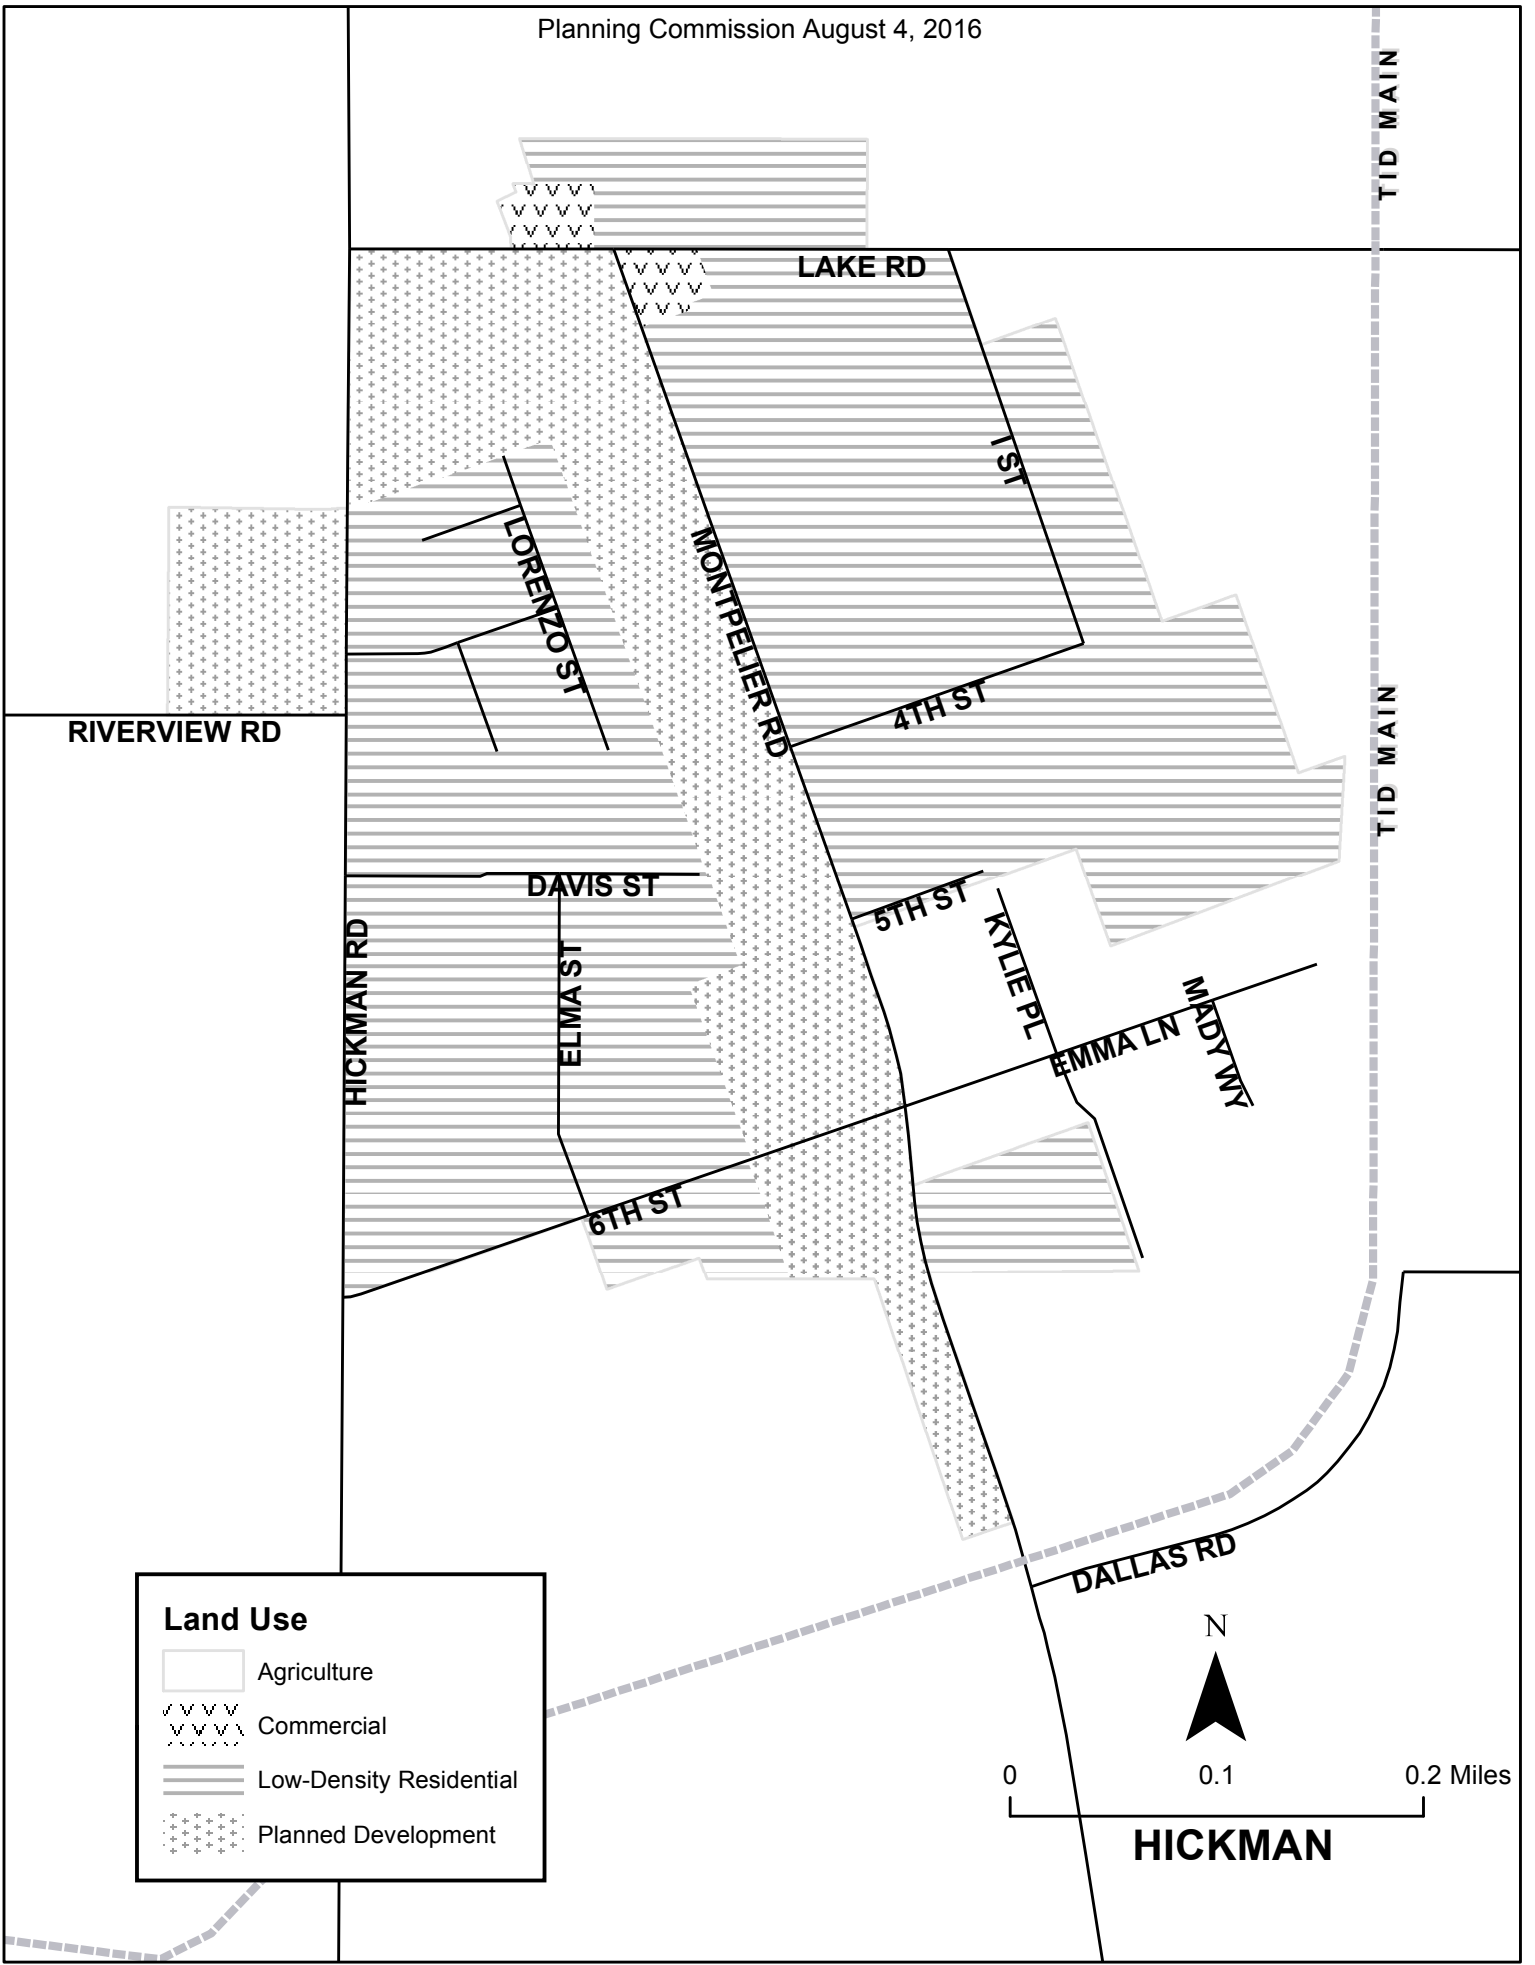 Planning Commission August 4, 2016
TID MAIN
LAKE RD
I ST
LORENZO ST
MONTPELIER RD
4TH ST
RIVERVIEW RD
TID MAIN
DAVIS ST
5TH ST
HICKMAN RD
ELMA ST
KYLIE PL
EMMA LN
MADY WY
6TH ST
DALLAS RD
Land Use
Agriculture
Commercial
Low-Density Residential
Planned Development
N
0 0.1 0.2 Miles
HICKMAN